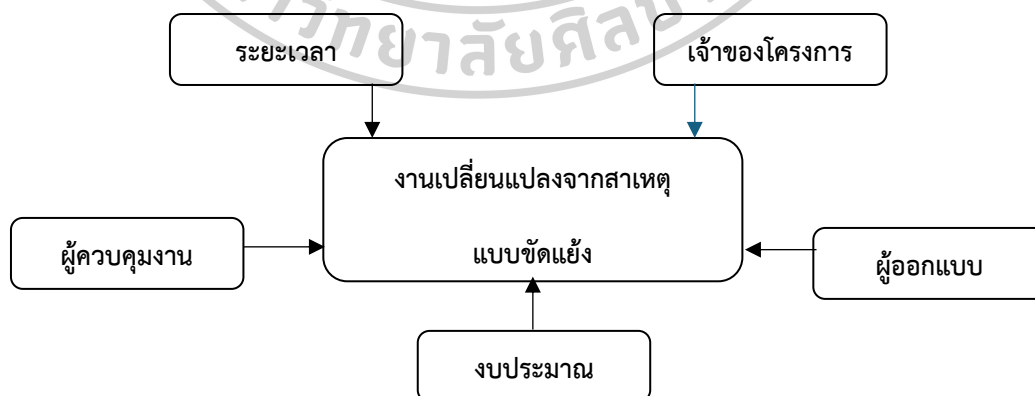 ระยะเวลา
เจ้าของโครงการ
งานเปลี่ยนแปลงจากสาเหตุ
แบบขัดแย้ง
ผู้ควบคุมงาน
ผู้ออกแบบ
งบประมาณ